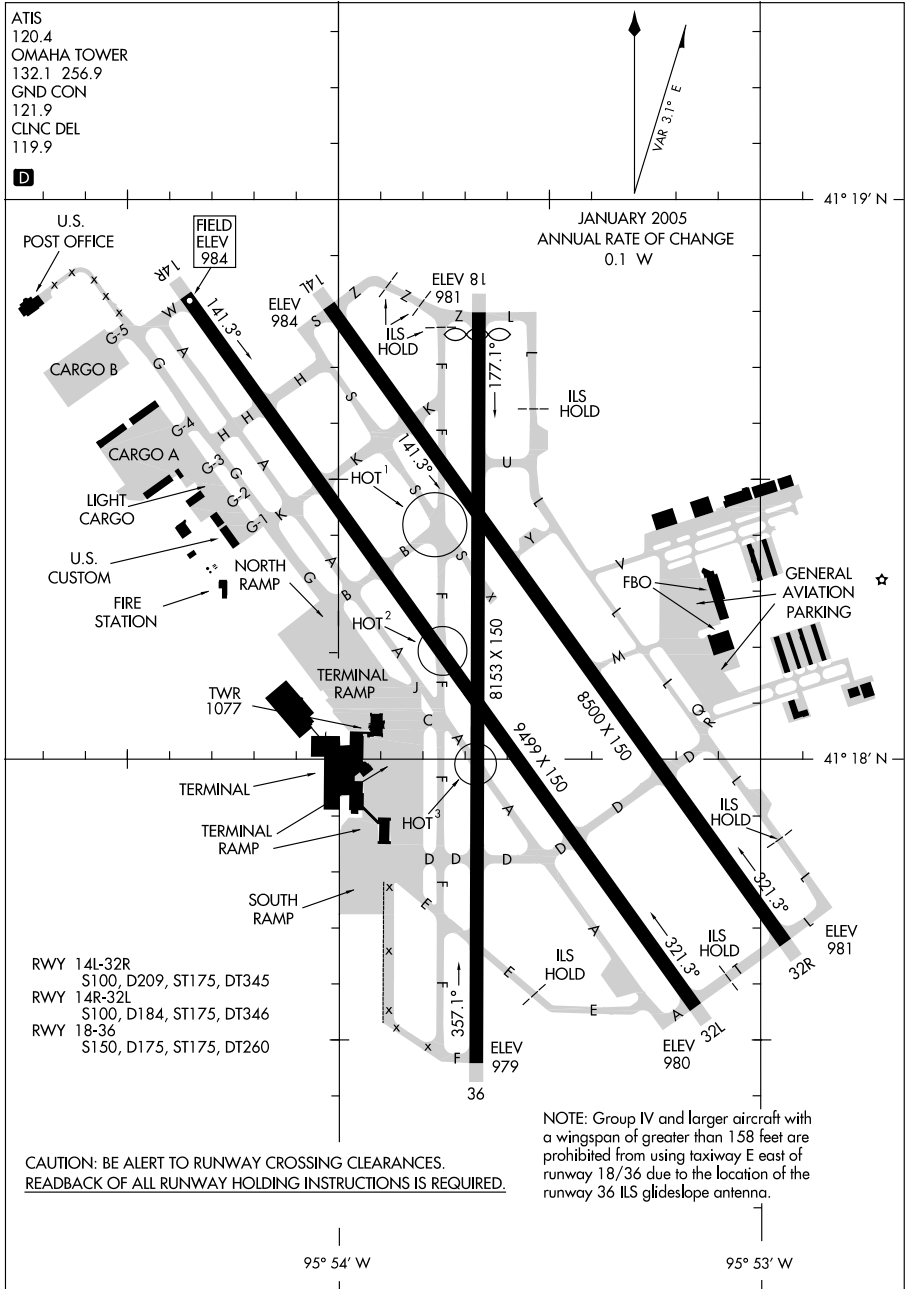 ATIS
120.4
OMAHA TOWER
132.1 256.9
GND CON
121.9
CLNC DEL
119.9
D
VAR 3.1° E
41° 19' N
JANUARY 2005
ANNUAL RATE OF CHANGE
0.1 W
U.S.
POST OFFICE
FIELD
ELEV
984
14R
141.3°
ELEV
984
14L
ELEV
981
18
177.1°
ILS
HOLD
ILS
HOLD
x
x
x
x
x
W
G-5
A
G
CARGO B
S
Z
Z
Z
L
F
L
H
H
H
H
S
K
F
G-4
CARGO A
G-3
G
A
K
141.3°
HOT1
S
U
L
Y
LIGHT
CARGO
G-2
G-1
K
U.S.
CUSTOM
NORTH
RAMP
A
G
B
B
F
S
x
FIRE
STATION
HOT2
V
L
FBO
GENERAL
AVIATION
PARKING
8153 X 150
8500 X 150
9499 X 150
TWR
1077
TERMINAL
RAMP
A
J
F
C
A
F
W
L
Q
R
D
L
41° 18' N
TERMINAL
HOT3
A
D
D
D
TERMINAL
RAMP
D
D
D
F
E
SOUTH
RAMP
x
x
x
x
x
ILS
HOLD
321.3°
L
L
ELEV
981
32R
A
E
E
ILS
HOLD
321.3°
ILS
HOLD
T
A
32L
ELEV
980
F
357.1°
F
ELEV
979
36
RWY 14L-32R
S100, D209, ST175, DT345
RWY 14R-32L
S100, D184, ST175, DT346
RWY 18-36
S150, D175, ST175, DT260
NOTE: Group IV and larger aircraft with
a wingspan of greater than 158 feet are
prohibited from using taxiway E east of
runway 18/36 due to the location of the
runway 36 ILS glideslope antenna.
CAUTION: BE ALERT TO RUNWAY CROSSING CLEARANCES.
READBACK OF ALL RUNWAY HOLDING INSTRUCTIONS IS REQUIRED.
95° 54' W
95° 53' W